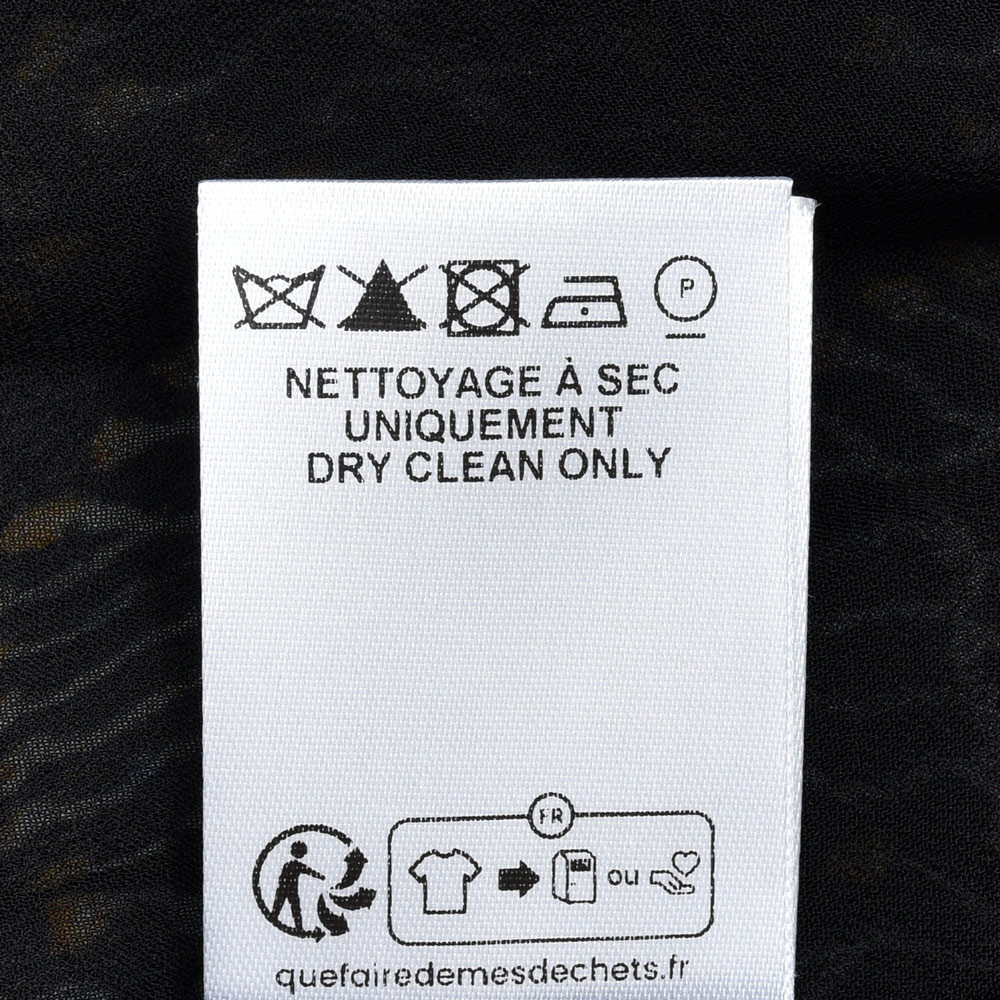 P
NETTOYAGE À SEC
UNIQUEMENT
DRY CLEAN ONLY
FR
ou
quefairedemesdechets.fr